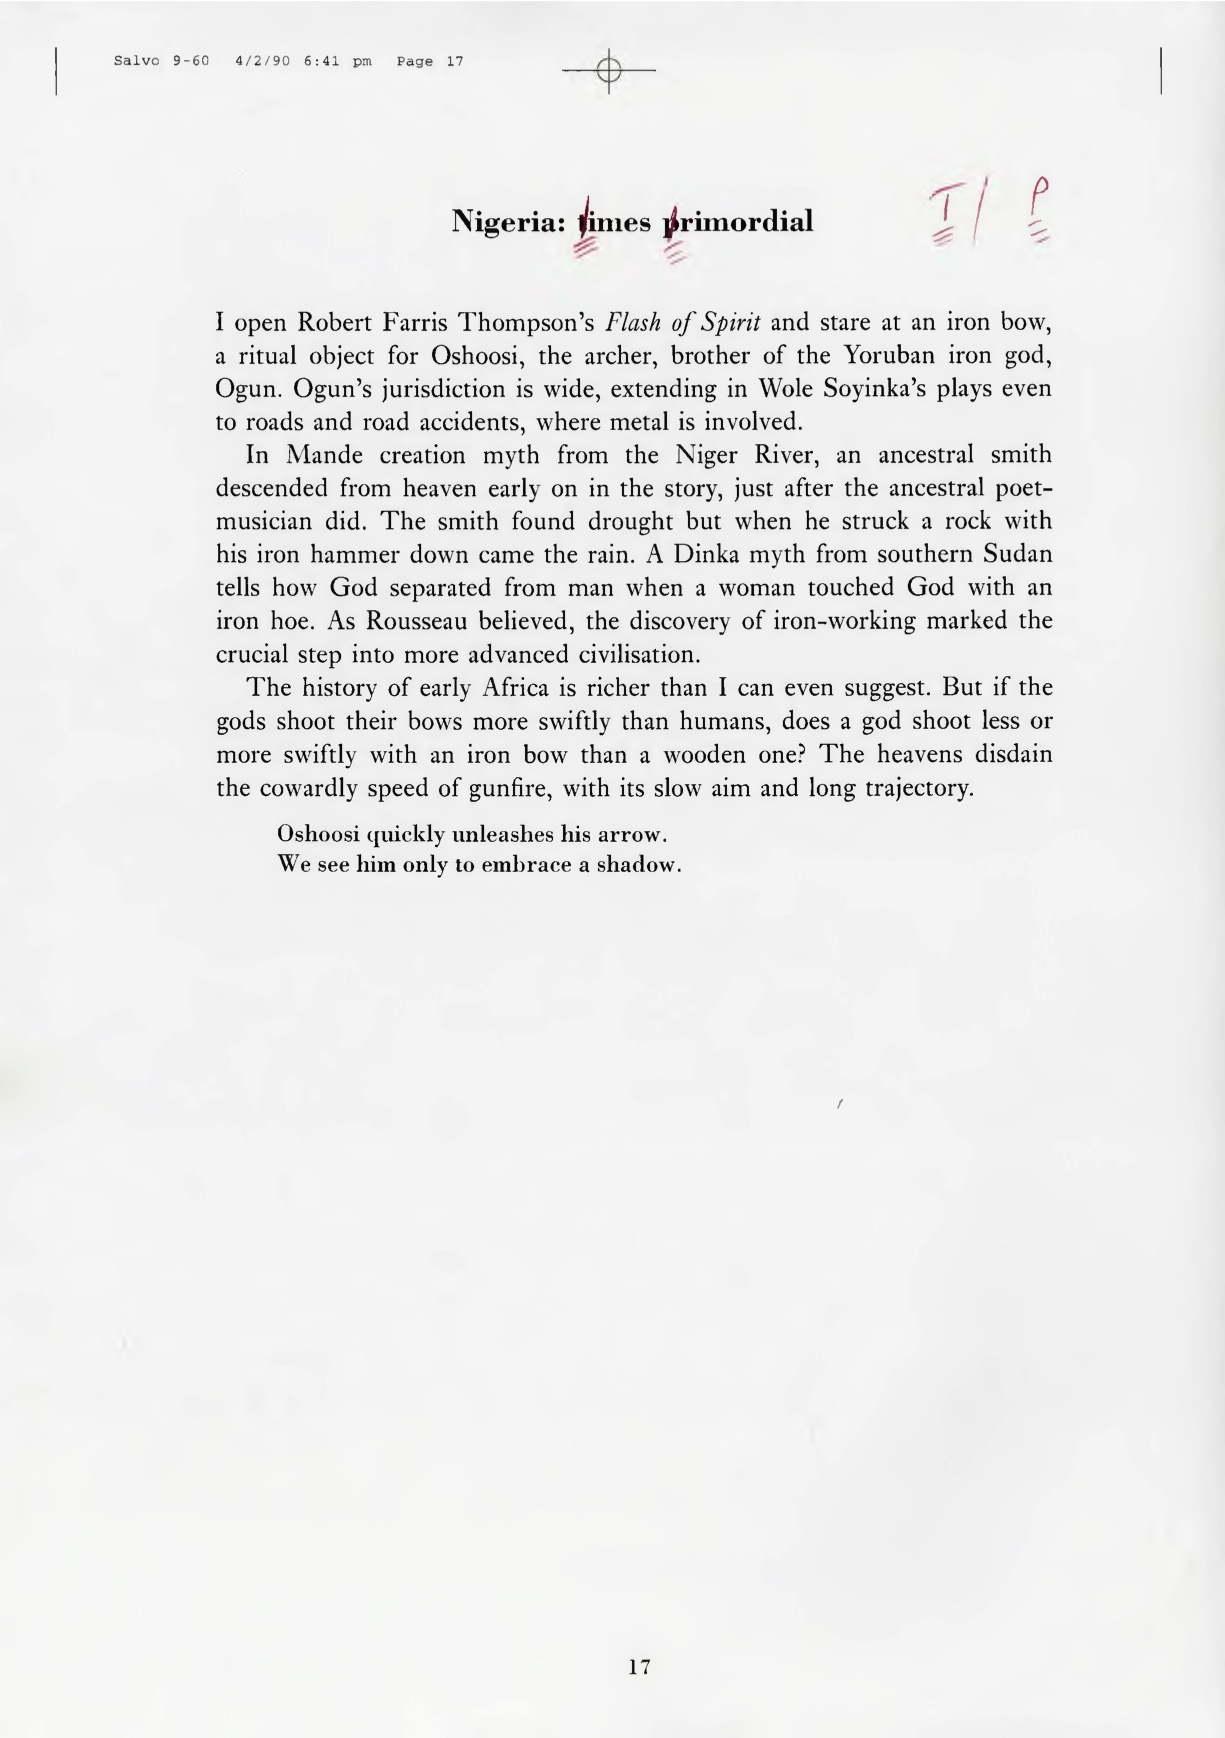 Salvo 9-60 4/2/90 6:41 pm Page 17
Nigeria: times primordial
T/ P
I open Robert Farris Thompson's Flash of Spirit and stare at an iron bow,
a ritual object for Oshoosi, the archer, brother of the Yoruban iron god,
Ogun. Ogun's jurisdiction is wide, extending in Wole Soyinka's plays even
to roads and road accidents, where metal is involved.
In Mande creation myth from the Niger River, an ancestral smith
descended from heaven early on in the story, just after the ancestral poet-
musician did. The smith found drought but when he struck a rock with
his iron hammer down came the rain. A Dinka myth from southern Sudan
tells how God separated from man when a woman touched God with an
iron hoe. As Rousseau believed, the discovery of iron-working marked the
crucial step into more advanced civilisation.
The history of early Africa is richer than I can even suggest. But if the
gods shoot their bows more swiftly than humans, does a god shoot less or
more swiftly with an iron bow than a wooden one? The heavens disdain
the cowardly speed of gunfire, with its slow aim and long trajectory.
Oshoosi quickly unleashes his arrow.
We see him only to embrace a shadow.
17